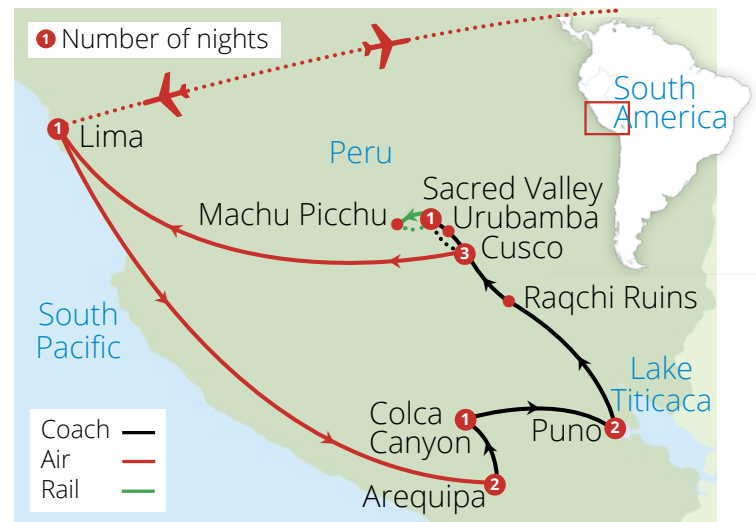 1 Number of nights
South
America
1
Lima
Peru
Sacred Valley
1
Urubamba
Machu Picchu
3
Cusco
Raqchi Ruins
South
Pacific
Lake
Titicaca
Colca
Canyon
1
Puno
2
Arequipa
2
Coach
Air
Rail